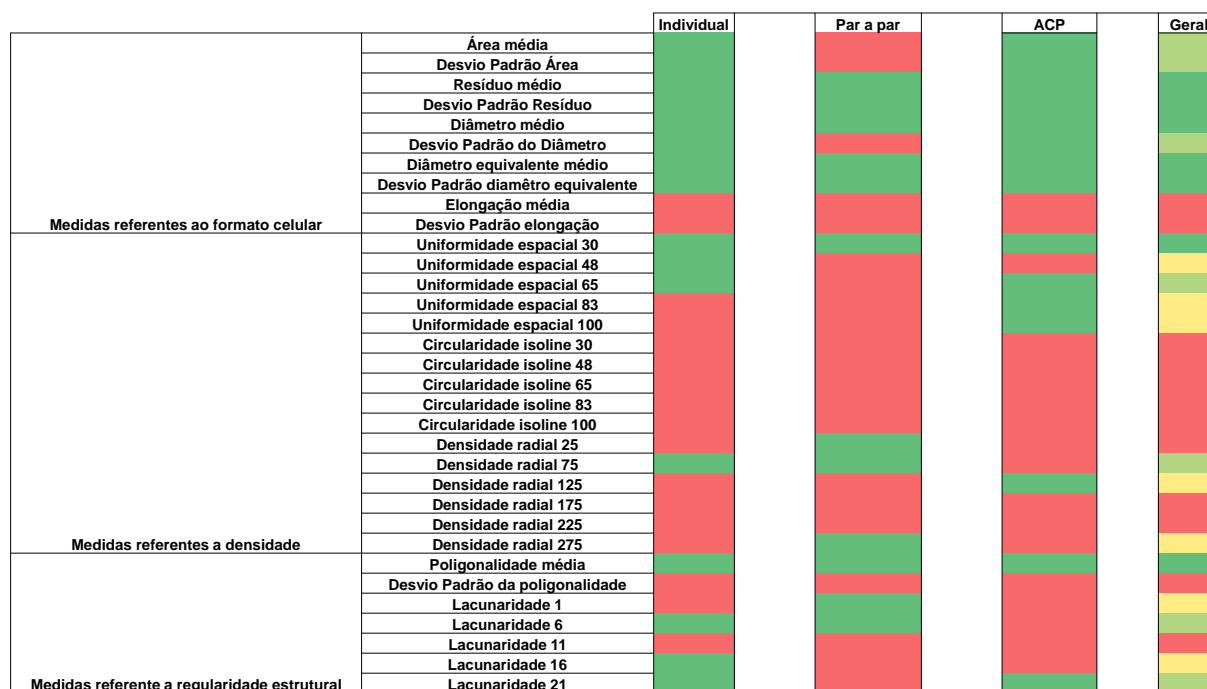 Individual Par a par ACP Geral
Área média
Desvio Padrão Área
Resíduo médio
Desvio Padrão Resíduo
Diâmetro médio
Desvio Padrão do Diâmetro
Diâmetro equivalente médio
Desvio Padrão diamêtro equivalente
Elongação média
Medidas referentes ao formato celular Desvio Padrão elongação
Uniformidade espacial 30
Uniformidade espacial 48
Uniformidade espacial 65
Uniformidade espacial 83
Uniformidade espacial 100
Circularidade isoline 30
Circularidade isoline 48
Circularidade isoline 65
Circularidade isoline 83
Circularidade isoline 100
Densidade radial 25
Densidade radial 75
Densidade radial 125
Densidade radial 175
Densidade radial 225
Medidas referentes a densidade Densidade radial 275
Poligonalidade média
Desvio Padrão da poligonalidade
Lacunaridade 1
Lacunaridade 6
Lacunaridade 11
Lacunaridade 16
Medidas referente a regularidade estrutural Lacunaridade 21